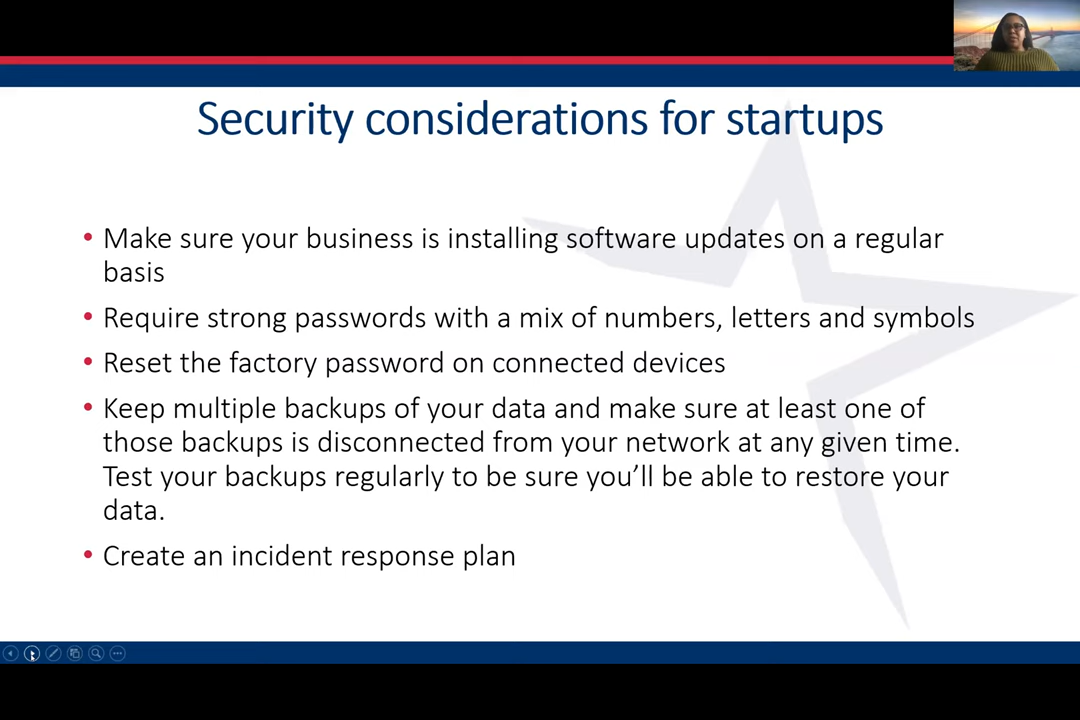 Security considerations for startups
• Make sure your business is installing software updates on a regular
basis
• Require strong passwords with a mix of numbers, letters and symbols
• Reset the factory password on connected devices
• Keep multiple backups of your data and make sure at least one of
those backups is disconnected from your network at any given time.
Test your backups regularly to be sure you’ll be able to restore your
data.
• Create an incident response plan